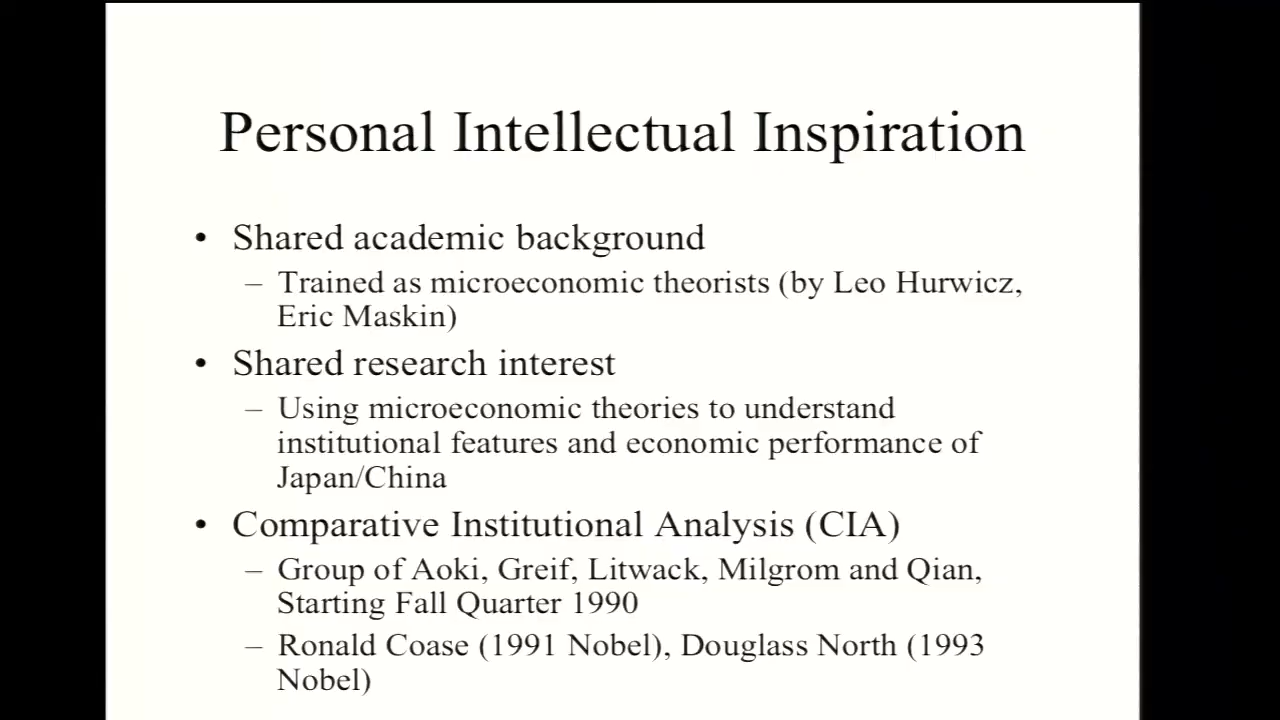 Personal Intellectual Inspiration
• Shared academic background
– Trained as microeconomic theorists (by Leo Hurwicz,
Eric Maskin)
• Shared research interest
– Using microeconomic theories to understand
institutional features and economic performance of
Japan/China
• Comparative Institutional Analysis (CIA)
– Group of Aoki, Greif, Litwack, Milgrom and Qian,
Starting Fall Quarter 1990
– Ronald Coase (1991 Nobel), Douglass North (1993
Nobel)